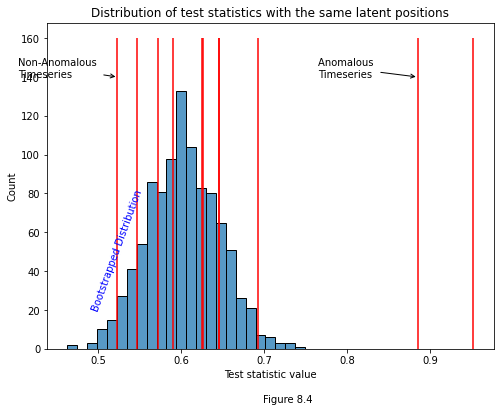 Distribution of test statistics with the same latent positions
160
140
120
100
80
60
40
20
0
Count
Non-Anomalous
Timeseries
Anomalous
Timeseries
Bootstrapped Distribution
0.5 0.6 0.7 0.8 0.9
Test statistic value
Figure 8.4